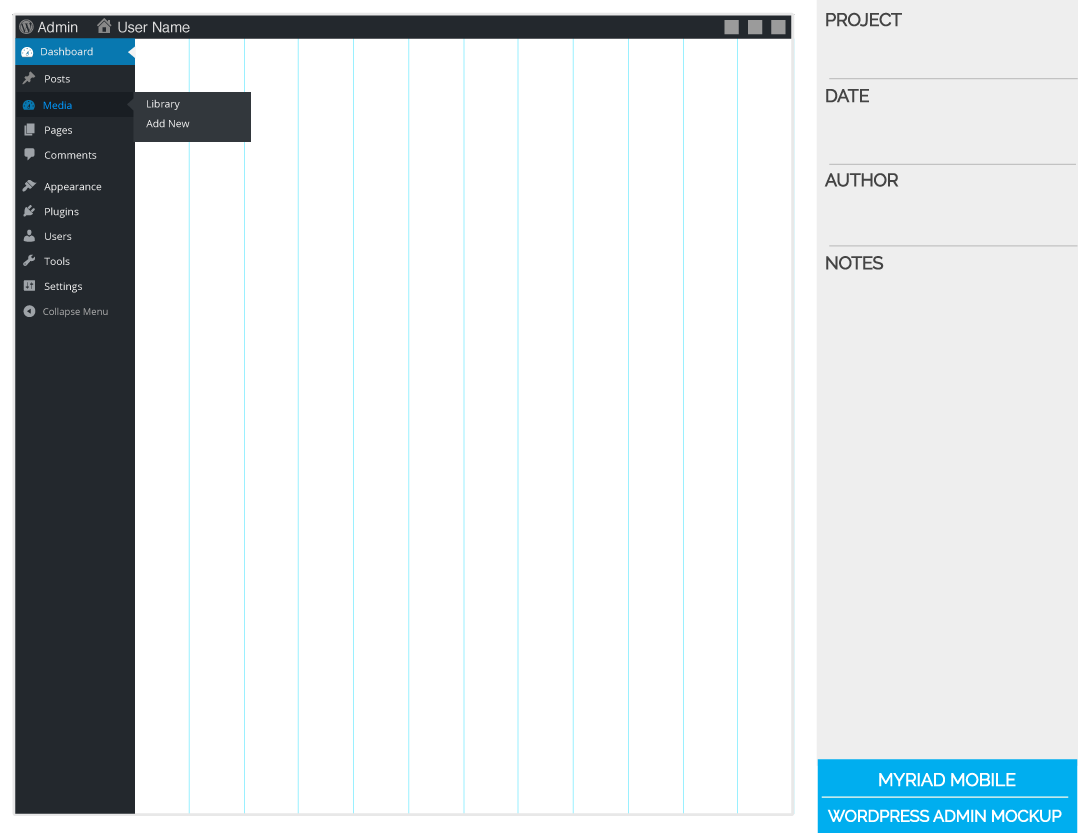 Admin User Name
Dashboard
Posts
Media
Library
Add New
Pages
Comments
Appearance
Plugins
Users
Tools
Settings
Collapse Menu
PROJECT
DATE
AUTHOR
NOTES
MYRIAD MOBILE
WORDPRESS ADMIN MOCKUP